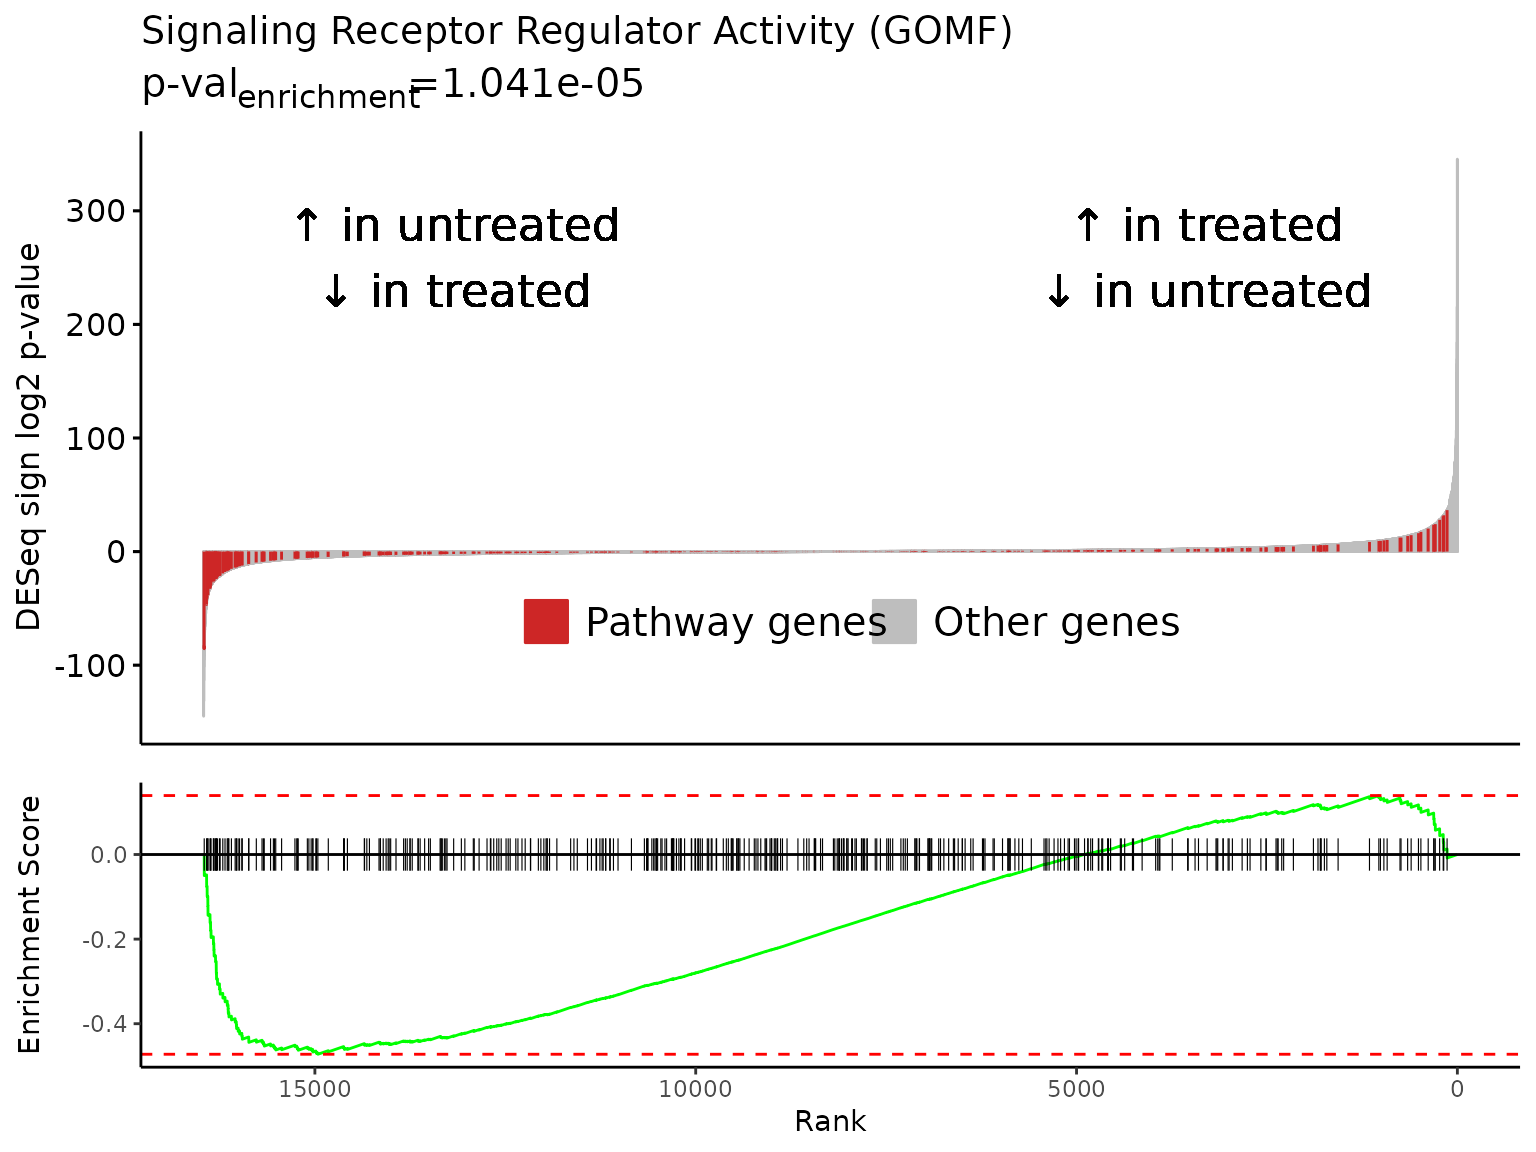 Signaling Receptor Regulator Activity (GOMF)
p-valenrichment=1.041e-05
DESeq sign log2 p-value
300
200
100
0
-100
↑ in untreated
↓ in treated
↑ in treated
↓ in untreated
Pathway genes
Other genes
Enrichment Score
0.0
-0.2
-0.4
15000
10000
5000
0
Rank